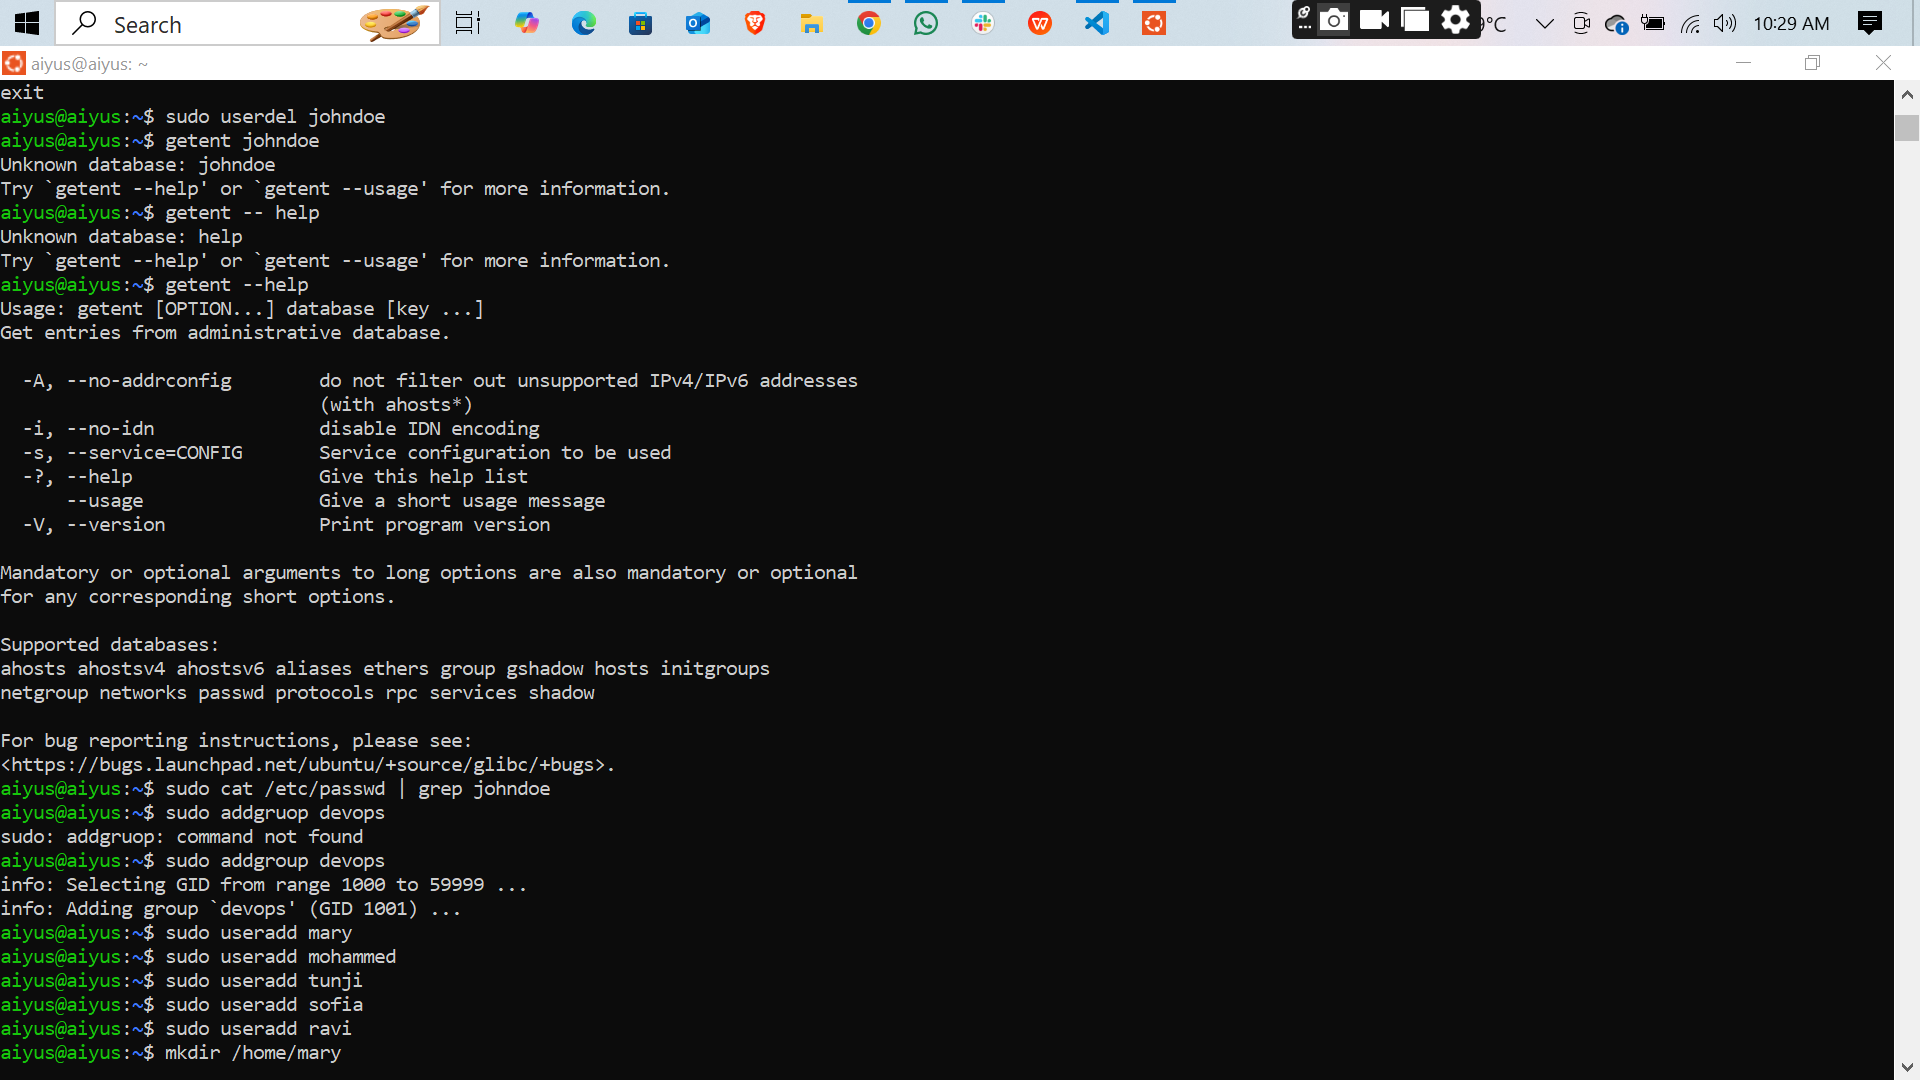 Search
9°C
10:29 AM
aiyus@aiyus: ~
exit
aiyus@aiyus:~$ sudo userdel johndoe
aiyus@aiyus:~$ getent johndoe
Unknown database: johndoe
Try `getent --help' or `getent --usage' for more information.
aiyus@aiyus:~$ getent -- help
Unknown database: help
Try `getent --help' or `getent --usage' for more information.
aiyus@aiyus:~$ getent --help
Usage: getent [OPTION...] database [key ...]
Get entries from administrative database.
-A, --no-addrconfig do not filter out unsupported IPv4/IPv6 addresses
(with ahosts*)
-i, --no-idn disable IDN encoding
-s, --service=CONFIG Service configuration to be used
-?, --help Give this help list
--usage Give a short usage message
-V, --version Print program version
Mandatory or optional arguments to long options are also mandatory or optional
for any corresponding short options.
Supported databases:
ahosts ahostsv4 ahostsv6 aliases ethers group gshadow hosts initgroups
netgroup networks passwd protocols rpc services shadow
For bug reporting instructions, please see:
<https://bugs.launchpad.net/ubuntu/+source/glibc/+bugs>.
aiyus@aiyus:~$ sudo cat /etc/passwd | grep johndoe
aiyus@aiyus:~$ sudo addgruop devops
sudo: addgruop: command not found
aiyus@aiyus:~$ sudo addgroup devops
info: Selecting GID from range 1000 to 59999 ...
info: Adding group `devops' (GID 1001) ...
aiyus@aiyus:~$ sudo useradd mary
aiyus@aiyus:~$ sudo useradd mohammed
aiyus@aiyus:~$ sudo useradd tunji
aiyus@aiyus:~$ sudo useradd sofia
aiyus@aiyus:~$ sudo useradd ravi
aiyus@aiyus:~$ mkdir /home/mary